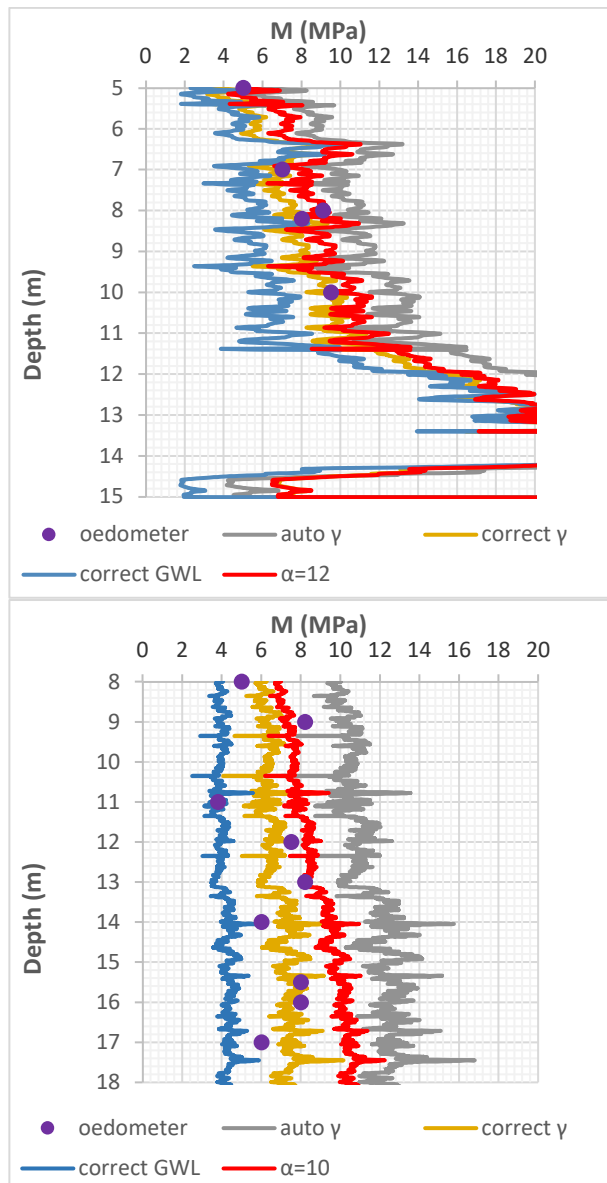 M (MPa)
0 2 4 6 8 10 12 14 16 18 20
5
6
7
8
9
10
11
12
13
14
15
Depth (m)
oedometer auto γ correct γ
correct GWL α=12
M (MPa)
0 2 4 6 8 10 12 14 16 18 20
8
9
10
11
12
13
14
15
16
17
18
Depth (m)
oedometer auto γ correct γ
correct GWL α=10